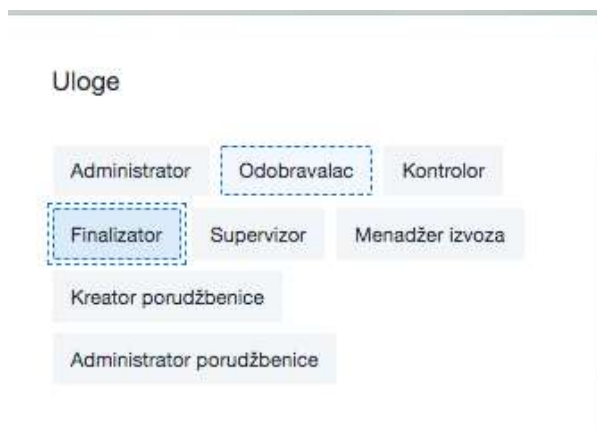 Uloge
Administrator Odobravalac Kontrolor
Finalizator Supervizor Menadžer izvoza
Kreator porudžbenice
Administrator porudžbenice